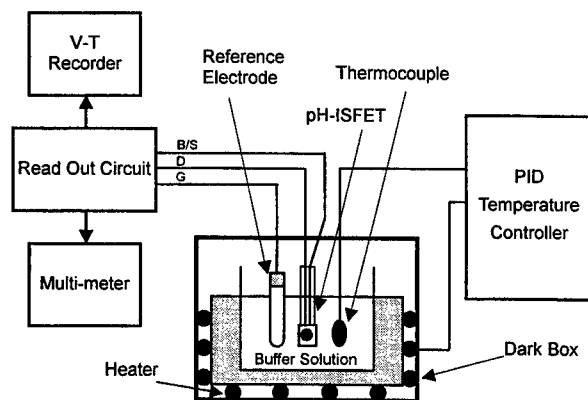 V-T
Recorder
Reference
Electrode
Thermocouple
pH-ISFET
Read Out Circuit
B/S
D
G
PID
Temperature
Controller
Multi-meter
Buffer Solution
Heater
Dark Box